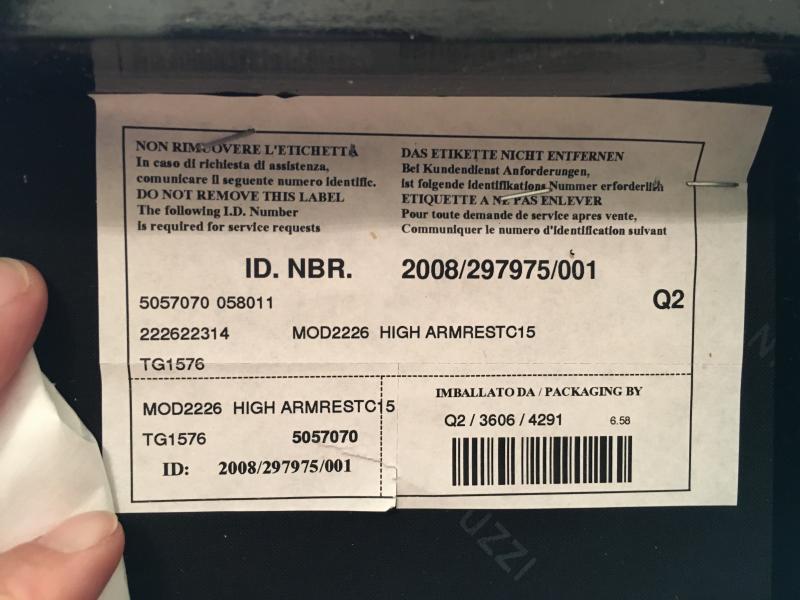 NON RIMUOVERE L'ETICHETTA
In caso di richiesta di assistenza,
comunicare il seguente numero identific.
DO NOT REMOVE THIS LABEL
The following I.D. Number
is required for service requests
DAS ETIKETTE NICHT ENTFERNEN
Bei Kundendienst Anforderungen,
ist folgende Identifikations Nummer erforderlich
ETIQUETTE A NE PAS ENLEVER
Pour toute demande de service apres vente,
Communiquer le numero d'identification suivant
ID. NBR. 2008/297975/001
5057070 058011 Q2
222622314 MOD2226 HIGH ARMRESTC15
TG1576
MOD2226 HIGH ARMRESTC15
TG1576 5057070
ID: 2008/297975/001
IMBALLATO DA / PACKAGING BY
Q2 / 3606 / 4291 6.58
UZZI